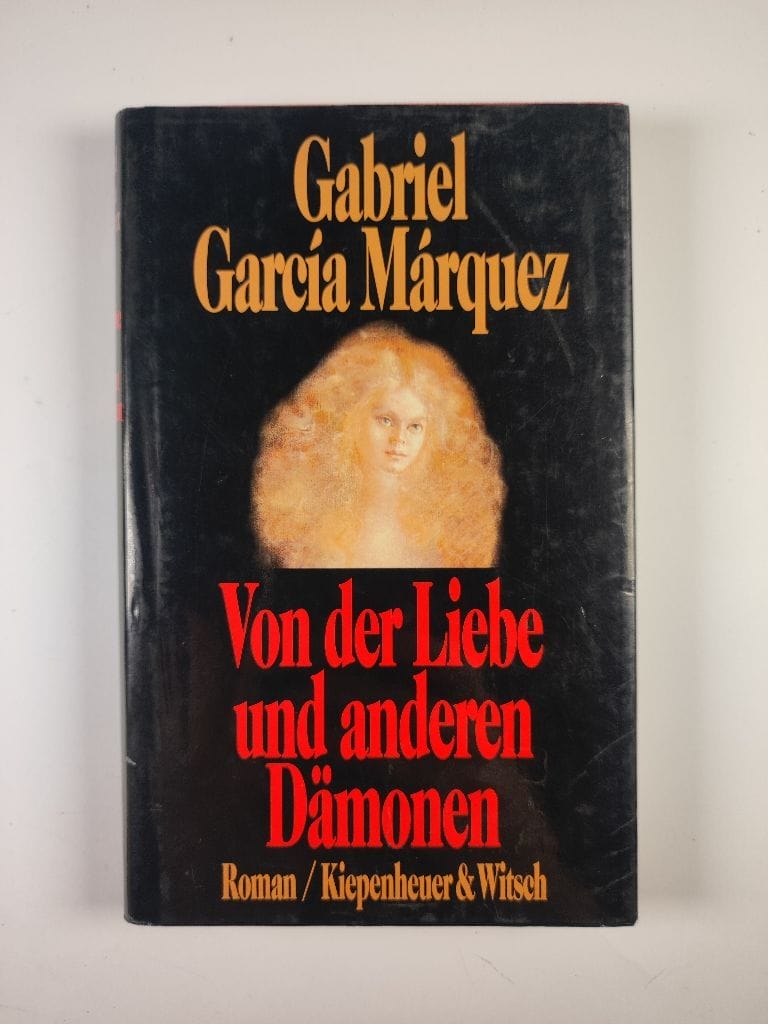 Gabriel
García Márquez
Von der Liebe
und anderen
Dämonen
Roman / Kiepenheuer & Witsch